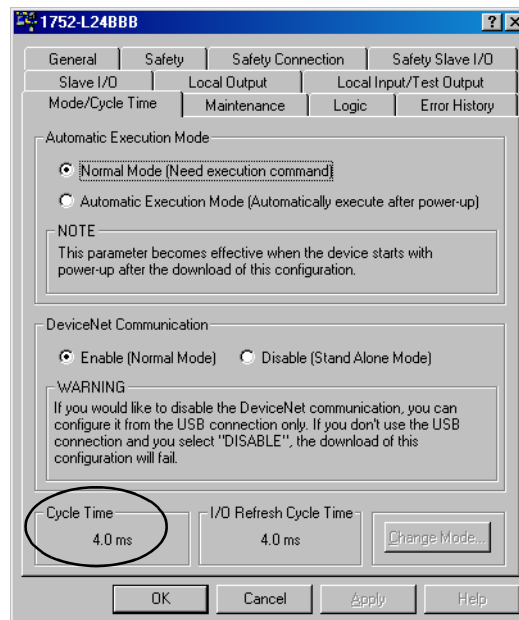 1752-L24BBB
General Safety Safety Connection Safety Slave I/O
Slave I/O Local Output Local Input/Test Output
Mode/Cycle Time Maintenance Logic Error History
Automatic Execution Mode
Normal Mode (Need execution command)
Automatic Execution Mode (Automatically execute after power-up)
NOTE
This parameter becomes effective when the device starts with
power-up after the download of this configuration.
DeviceNet Communication
Enable (Normal Mode) Disable (Stand Alone Mode)
WARNING
If you would like to disable the DeviceNet communication, you can
configure it from the USB connection only. If you don't use the USB
connection and you select "DISABLE", the download of this
configuration will fail.
Cycle Time I/O Refresh Cycle Time
4.0 ms 4.0 ms Change Mode...
OK Cancel Apply Help